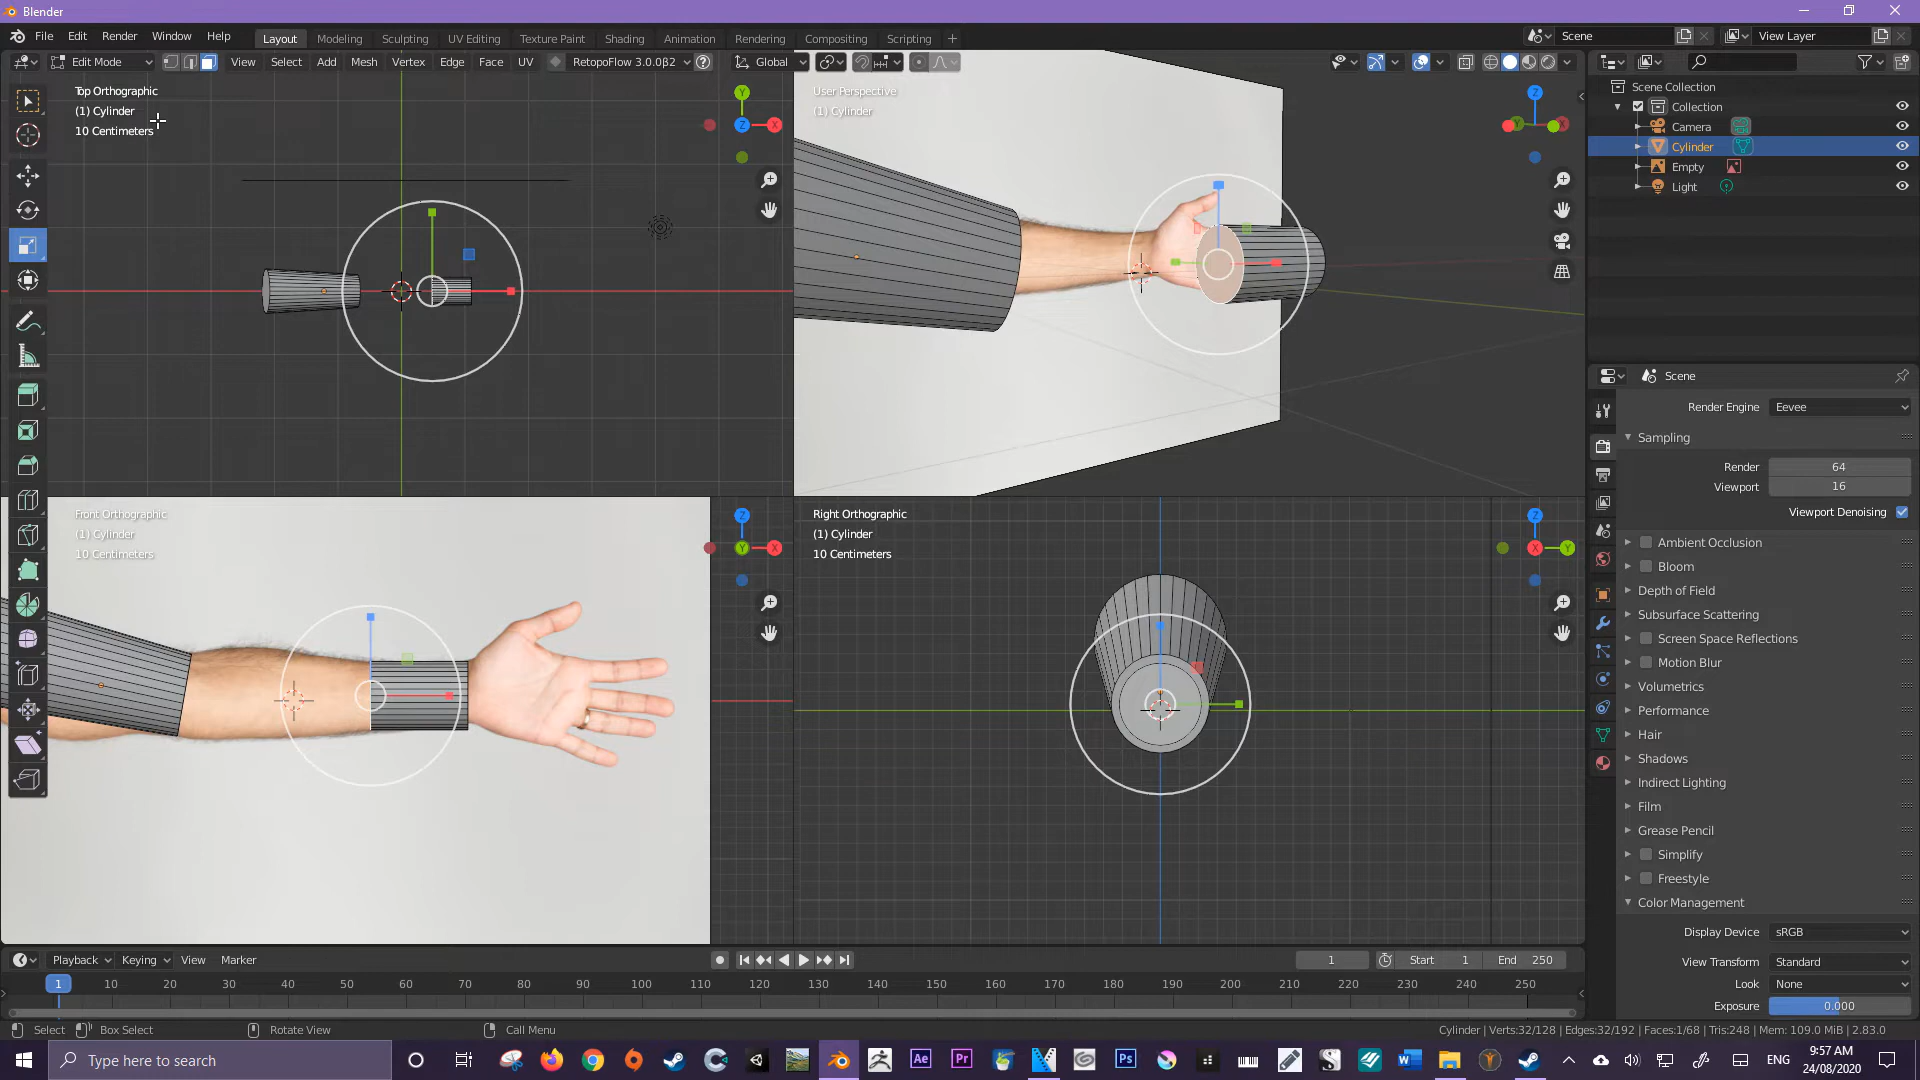 Blender
File Edit Render Window Help
Layout Modeling Sculpting UV Editing Texture Paint Shading Animation Rendering Compositing Scripting +
Scene
View Layer
Edit Mode View Select Add Mesh Vertex Edge Face UV RetopoFlow 3.0.0β2
Global
Top Orthographic
(1) Cylinder
10 Centimeters
Y
Z
X
User Perspective
(1) Cylinder
Z
Front Orthographic
(1) Cylinder
10 Centimeters
Z
Y
X
Right Orthographic
(1) Cylinder
10 Centimeters
Z
X
Y
Scene Collection
Collection
Camera
Cylinder
Empty
Light
Scene
Render Engine Eevee
Sampling
Render 64
Viewport 16
Viewport Denoising
Ambient Occlusion
Bloom
Depth of Field
Subsurface Scattering
Screen Space Reflections
Motion Blur
Volumetrics
Performance
Hair
Shadows
Indirect Lighting
Film
Grease Pencil
Simplify
Freestyle
Color Management
Display Device sRGB
View Transform Standard
Look None
Exposure 0.000
Playback Keying View Marker
1 Start 1 End 250
1 10 20 30 40 50 60 70 80 90 100 110 120 130 140 150 160 170 180 190 200 210 220 230 240 250
Select Box Select Rotate View Call Menu
Cylinder | Verts:32/128 | Edges:32/192 | Faces:1/68 | Tris:248 | Mem: 109.0 MiB | 2.83.0
Type here to search
Ae Pr Ps
ENG
9:57 AM
24/08/2020